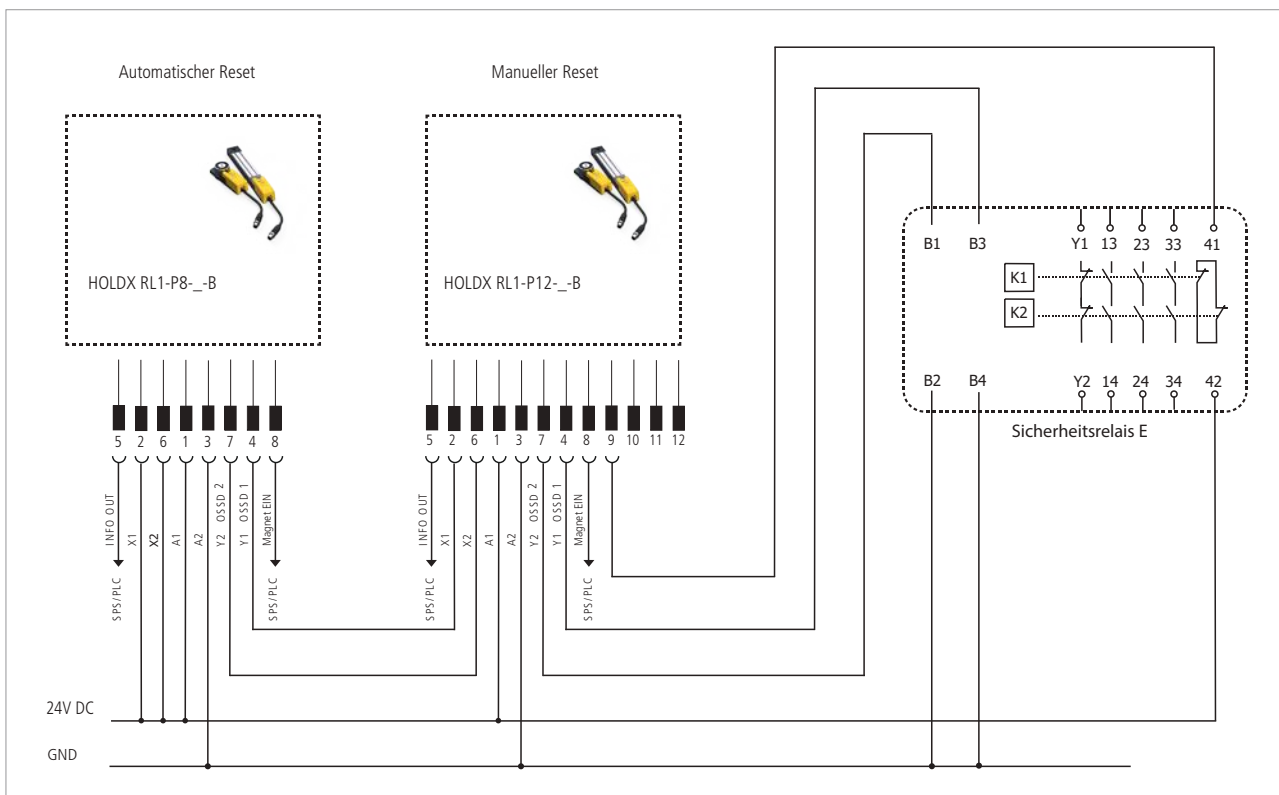 Automatischer Reset
Manueller Reset
HOLDX RL1-P8-_-B
HOLDX RL1-P12-_-B
B1 B3 Y1 13 23 33 41
K1
K2
B2 B4 Y2 14 24 34 42
Sicherheitsrelais E
5 2 6 1 3 7 4 8
5 2 6 1 3 7 4 8 9 10 11 12
INFO OUT
X1
X2
A1
A2
Y2 OSSD 2
Y1 OSSD 1
Magnet EIN
SPS/PLC
SPS/PLC
INFO OUT
X1
X2
A1
A2
Y2 OSSD 2
Y1 OSSD 1
Magnet EIN
SPS/PLC
SPS/PLC
24V DC
GND